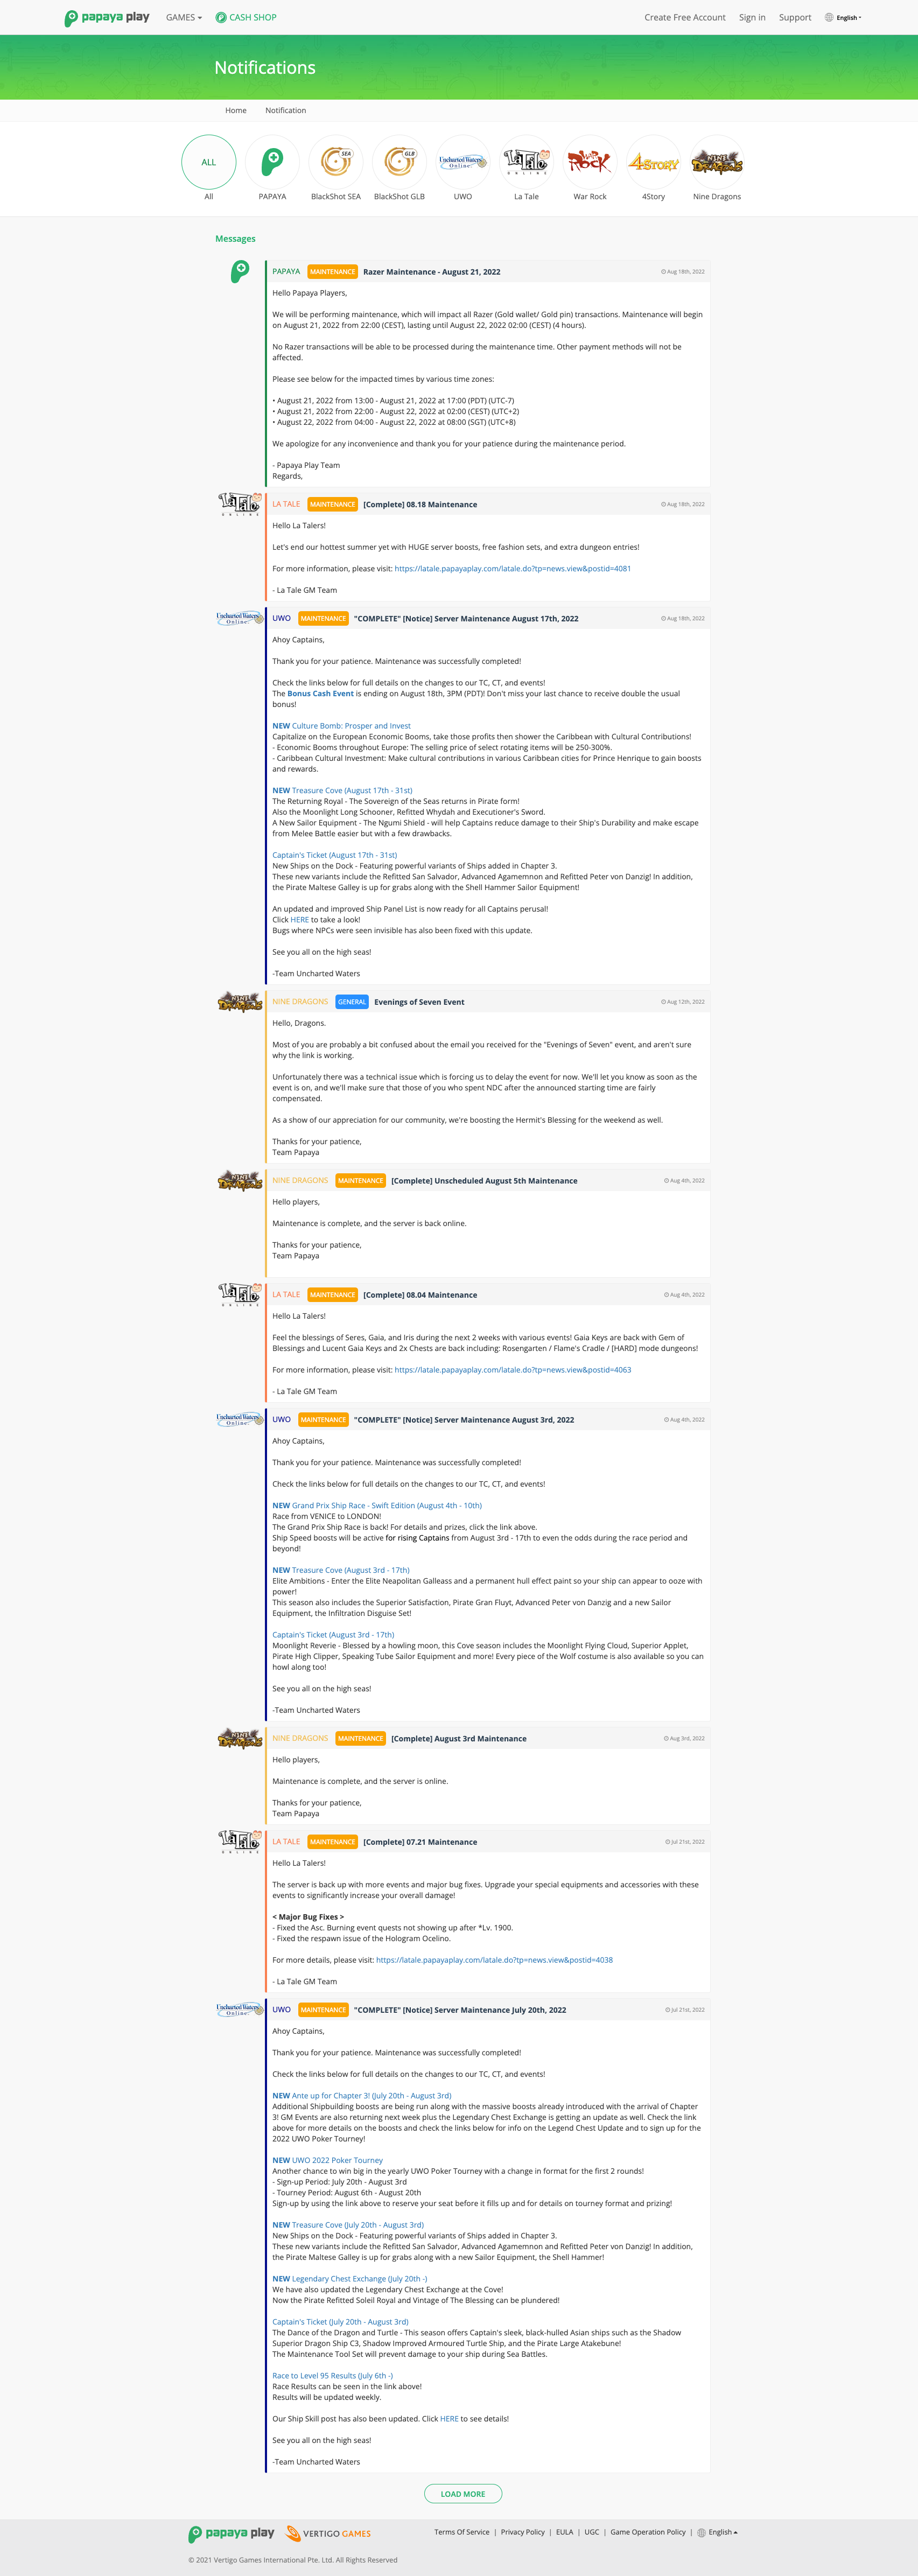 papaya play GAMES CASH SHOP Create Free Account Sign in Support English
Notifications
Home Notification
ALL SEA GLB Uncharted Waters Online. La Tale ONLINE WAR ROCK 4STORY NINE DRAGONS
All PAPAYA BlackShot SEA BlackShot GLB UWO La Tale War Rock 4Story Nine Dragons
Messages
PAPAYA MAINTENANCE Razer Maintenance - August 21, 2022 Aug 18th, 2022
Hello Papaya Players,
We will be performing maintenance, which will impact all Razer (Gold wallet/ Gold pin) transactions. Maintenance will begin
on August 21, 2022 from 22:00 (CEST), lasting until August 22, 2022 02:00 (CEST) (4 hours).
No Razer transactions will be able to be processed during the maintenance time. Other payment methods will not be
affected.
Please see below for the impacted times by various time zones:
• August 21, 2022 from 13:00 - August 21, 2022 at 17:00 (PDT) (UTC-7)
• August 21, 2022 from 22:00 - August 22, 2022 at 02:00 (CEST) (UTC+2)
• August 22, 2022 from 04:00 - August 22, 2022 at 08:00 (SGT) (UTC+8)
We apologize for any inconvenience and thank you for your patience during the maintenance period.
- Papaya Play Team
Regards,
La Tale ONLINE LA TALE MAINTENANCE [Complete] 08.18 Maintenance Aug 18th, 2022
Hello La Talers!
Let's end our hottest summer yet with HUGE server boosts, free fashion sets, and extra dungeon entries!
For more information, please visit: https://latale.papayaplay.com/latale.do?tp=news.view&postid=4081
- La Tale GM Team
Uncharted Waters Online. UWO MAINTENANCE "COMPLETE" [Notice] Server Maintenance August 17th, 2022 Aug 18th, 2022
Ahoy Captains,
Thank you for your patience. Maintenance was successfully completed!
Check the links below for full details on the changes to our TC, CT, and events!
The Bonus Cash Event is ending on August 18th, 3PM (PDT)! Don't miss your last chance to receive double the usual
bonus!
NEW Culture Bomb: Prosper and Invest
Capitalize on the European Economic Booms, take those profits then shower the Caribbean with Cultural Contributions!
- Economic Booms throughout Europe: The selling price of select rotating items will be 250-300%.
- Caribbean Cultural Investment: Make cultural contributions in various Caribbean cities for Prince Henrique to gain boosts
and rewards.
NEW Treasure Cove (August 17th - 31st)
The Returning Royal - The Sovereign of the Seas returns in Pirate form!
Also the Moonlight Long Schooner, Refitted Whydah and Executioner's Sword.
A New Sailor Equipment - The Ngumi Shield - will help Captains reduce damage to their Ship's Durability and make escape
from Melee Battle easier but with a few drawbacks.
Captain's Ticket (August 17th - 31st)
New Ships on the Dock - Featuring powerful variants of Ships added in Chapter 3.
These new variants include the Refitted San Salvador, Advanced Agamemnon and Refitted Peter von Danzig! In addition,
the Pirate Maltese Galley is up for grabs along with the Shell Hammer Sailor Equipment!
An updated and improved Ship Panel List is now ready for all Captains perusal!
Click HERE to take a look!
Bugs where NPCs were seen invisible has also been fixed with this update.
See you all on the high seas!
-Team Uncharted Waters
NINE DRAGONS NINE DRAGONS GENERAL Evenings of Seven Event Aug 12th, 2022
Hello, Dragons.
Most of you are probably a bit confused about the email you received for the "Evenings of Seven" event, and aren't sure
why the link is working.
Unfortunately there was a technical issue which is forcing us to delay the event for now. We'll let you know as soon as the
event is on, and we'll make sure that those of you who spent NDC after the announced starting time are fairly
compensated.
As a show of our appreciation for our community, we're boosting the Hermit's Blessing for the weekend as well.
Thanks for your patience,
Team Papaya
NINE DRAGONS NINE DRAGONS MAINTENANCE [Complete] Unscheduled August 5th Maintenance Aug 4th, 2022
Hello players,
Maintenance is complete, and the server is back online.
Thanks for your patience,
Team Papaya
La Tale ONLINE LA TALE MAINTENANCE [Complete] 08.04 Maintenance Aug 4th, 2022
Hello La Talers!
Feel the blessings of Seres, Gaia, and Iris during the next 2 weeks with various events! Gaia Keys are back with Gem of
Blessings and Lucent Gaia Keys and 2x Chests are back including: Rosengarten / Flame's Cradle / [HARD] mode dungeons!
For more information, please visit: https://latale.papayaplay.com/latale.do?tp=news.view&postid=4063
- La Tale GM Team
Uncharted Waters Online. UWO MAINTENANCE "COMPLETE" [Notice] Server Maintenance August 3rd, 2022 Aug 4th, 2022
Ahoy Captains,
Thank you for your patience. Maintenance was successfully completed!
Check the links below for full details on the changes to our TC, CT, and events!
NEW Grand Prix Ship Race - Swift Edition (August 4th - 10th)
Race from VENICE to LONDON!
The Grand Prix Ship Race is back! For details and prizes, click the link above.
Ship Speed boosts will be active for rising Captains from August 3rd - 17th to even the odds during the race period and
beyond!
NEW Treasure Cove (August 3rd - 17th)
Elite Ambitions - Enter the Elite Neapolitan Galleass and a permanent hull effect paint so your ship can appear to ooze with
power!
This season also includes the Superior Satisfaction, Pirate Gran Fluyt, Advanced Peter von Danzig and a new Sailor
Equipment, the Infiltration Disguise Set!
Captain's Ticket (August 3rd - 17th)
Moonlight Reverie - Blessed by a howling moon, this Cove season includes the Moonlight Flying Cloud, Superior Applet,
Pirate High Clipper, Speaking Tube Sailor Equipment and more! Every piece of the Wolf costume is also available so you can
howl along too!
See you all on the high seas!
-Team Uncharted Waters
NINE DRAGONS NINE DRAGONS MAINTENANCE [Complete] August 3rd Maintenance Aug 3rd, 2022
Hello players,
Maintenance is complete, and the server is online.
Thanks for your patience,
Team Papaya
La Tale ONLINE LA TALE MAINTENANCE [Complete] 07.21 Maintenance Jul 21st, 2022
Hello La Talers!
The server is back up with more events and major bug fixes. Upgrade your special equipments and accessories with these
events to significantly increase your overall damage!
< Major Bug Fixes >
- Fixed the Asc. Burning event quests not showing up after *Lv. 1900.
- Fixed the respawn issue of the Hologram Ocelino.
For more details, please visit: https://latale.papayaplay.com/latale.do?tp=news.view&postid=4038
- La Tale GM Team
Uncharted Waters Online. UWO MAINTENANCE "COMPLETE" [Notice] Server Maintenance July 20th, 2022 Jul 21st, 2022
Ahoy Captains,
Thank you for your patience. Maintenance was successfully completed!
Check the links below for full details on the changes to our TC, CT, and events!
NEW Ante up for Chapter 3! (July 20th - August 3rd)
Additional Shipbuilding boosts are being run along with the massive boosts already introduced with the arrival of Chapter
3! GM Events are also returning next week plus the Legendary Chest Exchange is getting an update as well. Check the link
above for more details on the boosts and check the links below for info on the Legend Chest Update and to sign up for the
2022 UWO Poker Tourney!
NEW UWO 2022 Poker Tourney
Another chance to win big in the yearly UWO Poker Tourney with a change in format for the first 2 rounds!
- Sign-up Period: July 20th - August 3rd
- Tourney Period: August 6th - August 20th
Sign-up by using the link above to reserve your seat before it fills up and for details on tourney format and prizing!
NEW Treasure Cove (July 20th - August 3rd)
New Ships on the Dock - Featuring powerful variants of Ships added in Chapter 3.
These new variants include the Refitted San Salvador, Advanced Agamemnon and Refitted Peter von Danzig! In addition,
the Pirate Maltese Galley is up for grabs along with a new Sailor Equipment, the Shell Hammer!
NEW Legendary Chest Exchange (July 20th -)
We have also updated the Legendary Chest Exchange at the Cove!
Now the Pirate Refitted Soleil Royal and Vintage of The Blessing can be plundered!
Captain's Ticket (July 20th - August 3rd)
The Dance of the Dragon and Turtle - This season offers Captain's sleek, black-hulled Asian ships such as the Shadow
Superior Dragon Ship C3, Shadow Improved Armoured Turtle Ship, and the Pirate Large Atakebune!
The Maintenance Tool Set will prevent damage to your ship during Sea Battles.
Race to Level 95 Results (July 6th -)
Race Results can be seen in the link above!
Results will be updated weekly.
Our Ship Skill post has also been updated. Click HERE to see details!
See you all on the high seas!
-Team Uncharted Waters
LOAD MORE
papaya play VERTIGO GAMES Terms Of Service | Privacy Policy | EULA | UGC | Game Operation Policy | English
© 2021 Vertigo Games International Pte. Ltd. All Rights Reserved